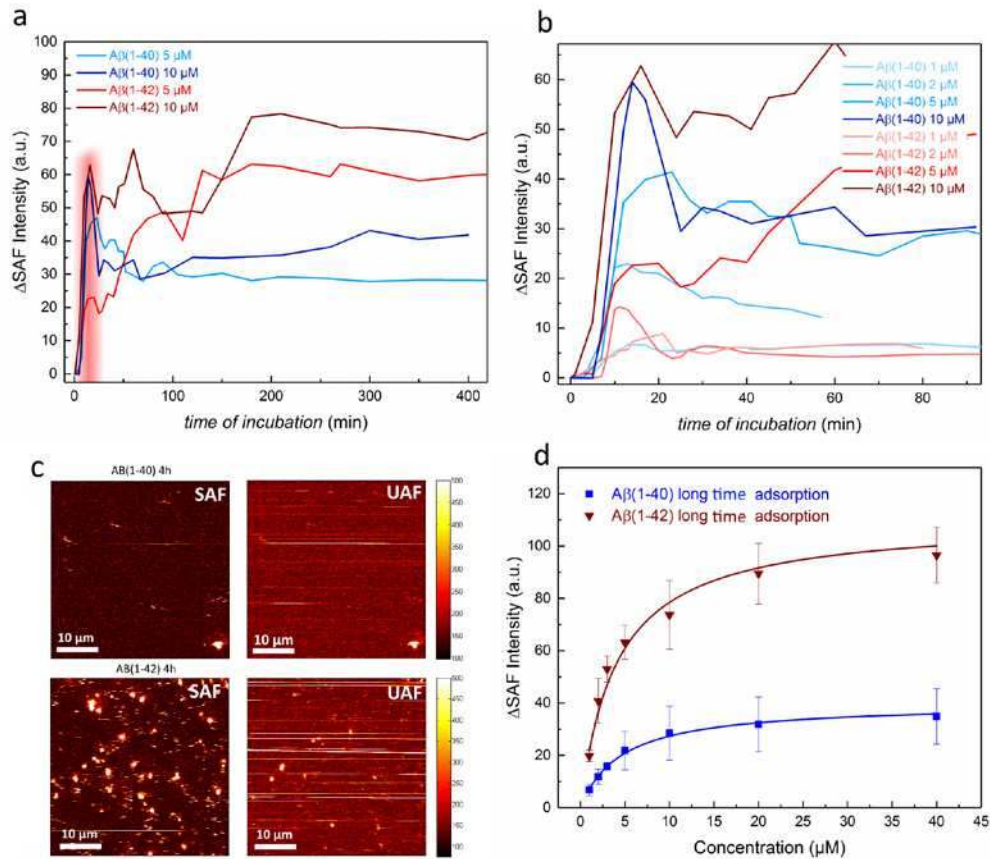 a
ΔSAF Intensity (a.u.)
100
90
80
70
60
50
40
30
20
10
0
Aβ(1-40) 5 µM
Aβ(1-40) 10 µM
Aβ(1-42) 5 µM
Aβ(1-42) 10 µM
0 100 200 300 400
time of incubation (min)
b
ΔSAF Intensity (a.u.)
60
50
40
30
20
10
0
Aβ(1-40) 1 µM
Aβ(1-40) 2 µM
Aβ(1-40) 5 µM
Aβ(1-40) 10 µM
Aβ(1-42) 1 µM
Aβ(1-42) 2 µM
Aβ(1-42) 5 µM
Aβ(1-42) 10 µM
0 20 40 60 80
time of incubation (min)
c
AB(1-40) 4h
SAF
10 µm
UAF
10 µm
AB(1-42) 4h
SAF
10 µm
UAF
10 µm
d
ΔSAF Intensity (a.u.)
120
100
80
60
40
20
0
Aβ(1-40) long time adsorption
Aβ(1-42) long time adsorption
0 5 10 15 20 25 30 35 40 45
Concentration (µM)